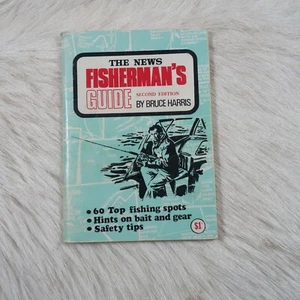 THE NEWS
FISHERMAN'S
GUIDE SECOND EDITION
BY BRUCE HARRIS
• 60 Top fishing spots
• Hints on bait and gear
• Safety tips
$1